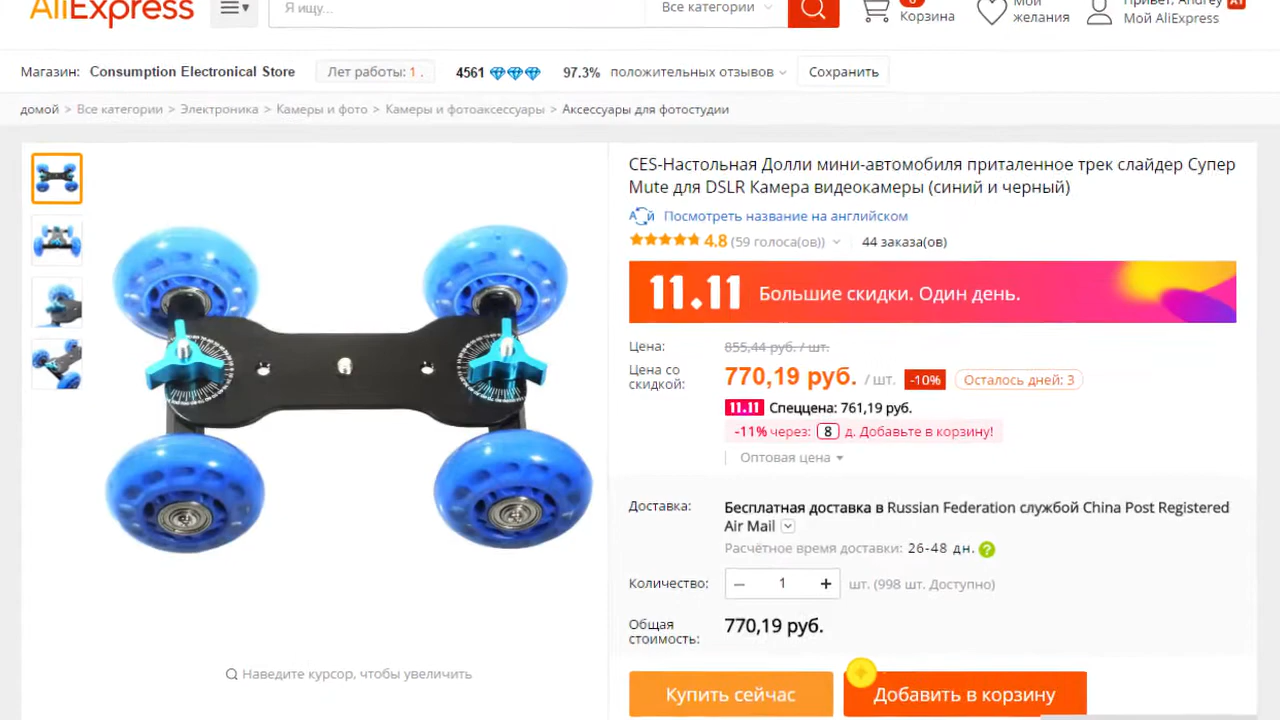 AliExpress
Я ищу...
Все категории
Корзина
Мои
желания
Привет, Andrey
Мой AliExpress
Магазин: Consumption Electronical Store
Лет работы: 1 .
4561
97.3% положительных отзывов
Сохранить
домой > Все категории > Электроника > Камеры и фото > Камеры и фотоаксессуары > Аксессуары для фотостудии
CES-Настольная Долли мини-автомобиля приталенное трек слайдер Супер
Mute для DSLR Камера видеокамеры (синий и черный)
Посмотреть название на английском
4.8 (59 голоса(ов)) 44 заказа(ов)
11.11 Большие скидки. Один день.
Цена: 855,44 руб. / шт.
Цена со
скидкой:
770,19 руб. / шт. -10% Осталось дней: 3
11.11 Спеццена: 761,19 руб.
-11% через: 8 д. Добавьте в корзину!
Оптовая цена
Доставка: Бесплатная доставка в Russian Federation службой China Post Registered
Air Mail
Расчётное время доставки: 26-48 дн. ?
Количество: – 1 + шт. (998 шт. Доступно)
Общая
стоимость:
770,19 руб.
Наведите курсор, чтобы увеличить
Купить сейчас
Добавить в корзину